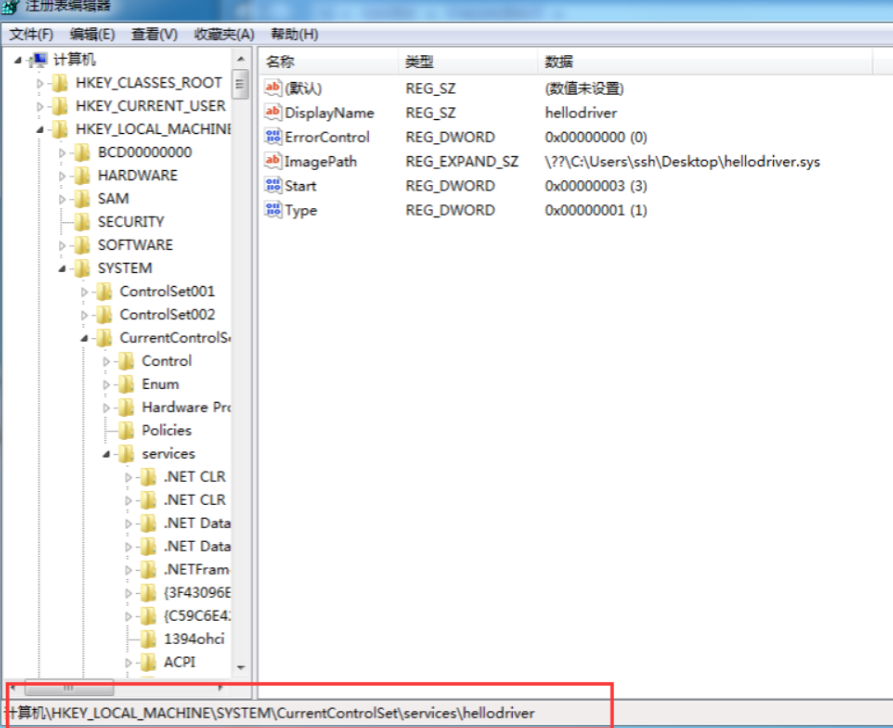 注册表编辑器
文件(F) 编辑(E) 查看(V) 收藏夹(A) 帮助(H)
计算机
HKEY_CLASSES_ROOT
HKEY_CURRENT_USER
HKEY_LOCAL_MACHINE
BCD00000000
HARDWARE
SAM
SECURITY
SOFTWARE
SYSTEM
ControlSet001
ControlSet002
CurrentControlS
Control
Enum
Hardware Pro
Policies
services
.NET CLR
.NET CLR
.NET Data
.NET Data
.NETFram
{3F43096E
{C59C6E42
1394ohci
ACPI
名称 类型 数据
(默认) REG_SZ (数值未设置)
DisplayName REG_SZ hellodriver
ErrorControl REG_DWORD 0x00000000 (0)
ImagePath REG_EXPAND_SZ \??\C:\Users\ssh\Desktop\hellodriver.sys
Start REG_DWORD 0x00000003 (3)
Type REG_DWORD 0x00000001 (1)
计算机\HKEY_LOCAL_MACHINE\SYSTEM\CurrentControlSet\services\hellodriver